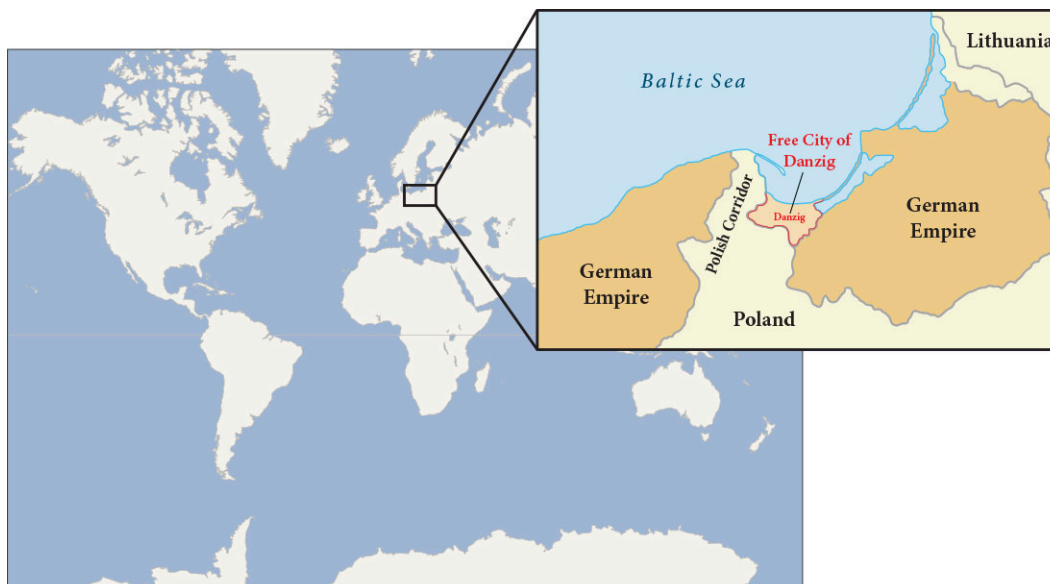 Lithuania
Baltic Sea
Free City of
Danzig
Danzig
Polish Corridor
German
Empire
German
Empire
Poland